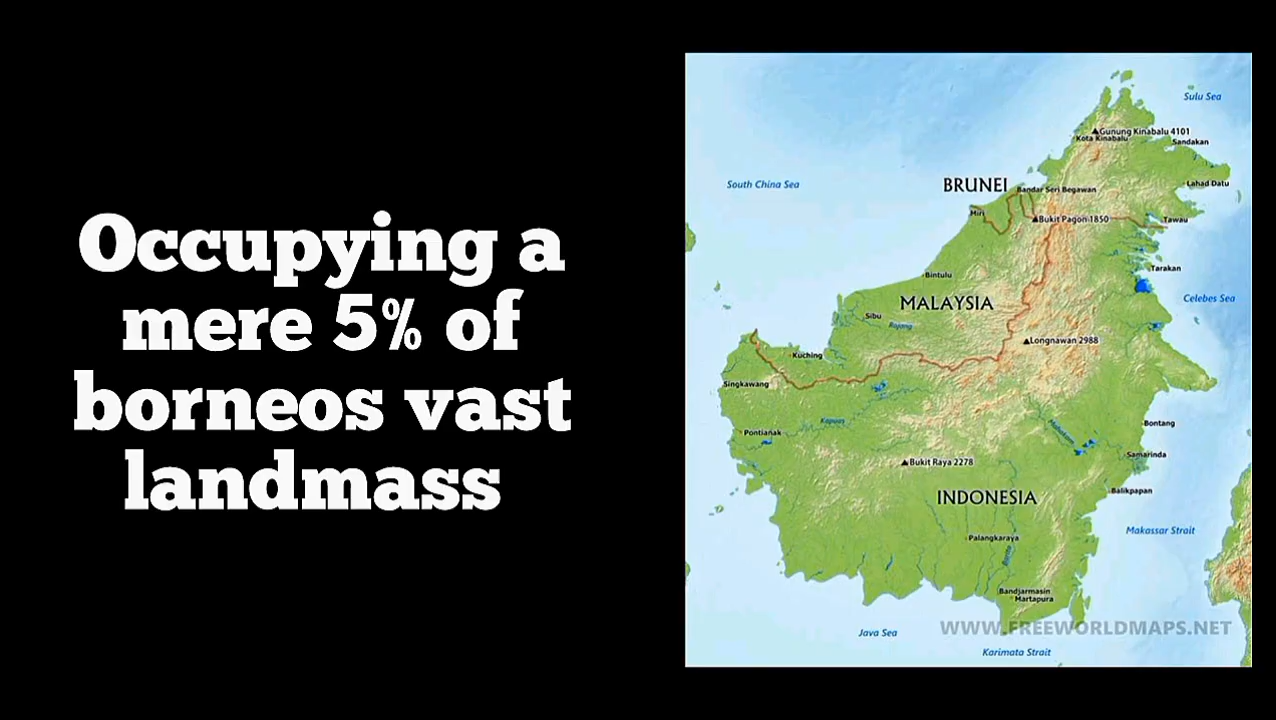 Occupying a
mere 5% of
borneos vast
landmass
Sulu Sea
Gunung Kinabalu 4101
Kota Kinabalu
Sandakan
South China Sea
BRUNEI
Bandar Seri Begawan
Lahad Datu
Miri
Bukit Pagon 1850
Tawau
Bintulu
Tarakan
MALAYSIA
Celebes Sea
Sibu
Rajang
Longnawan 2988
Kuching
Singkawang
Kapuas
Bontang
Pontianak
Mahakam
Samarinda
Bukit Raya 2278
INDONESIA
Balikpapan
Makassar Strait
Palangkaraya
Bandjarmasin
Martapura
WWW.FREEWORLDMAPS.NET
Java Sea
Karimata Strait